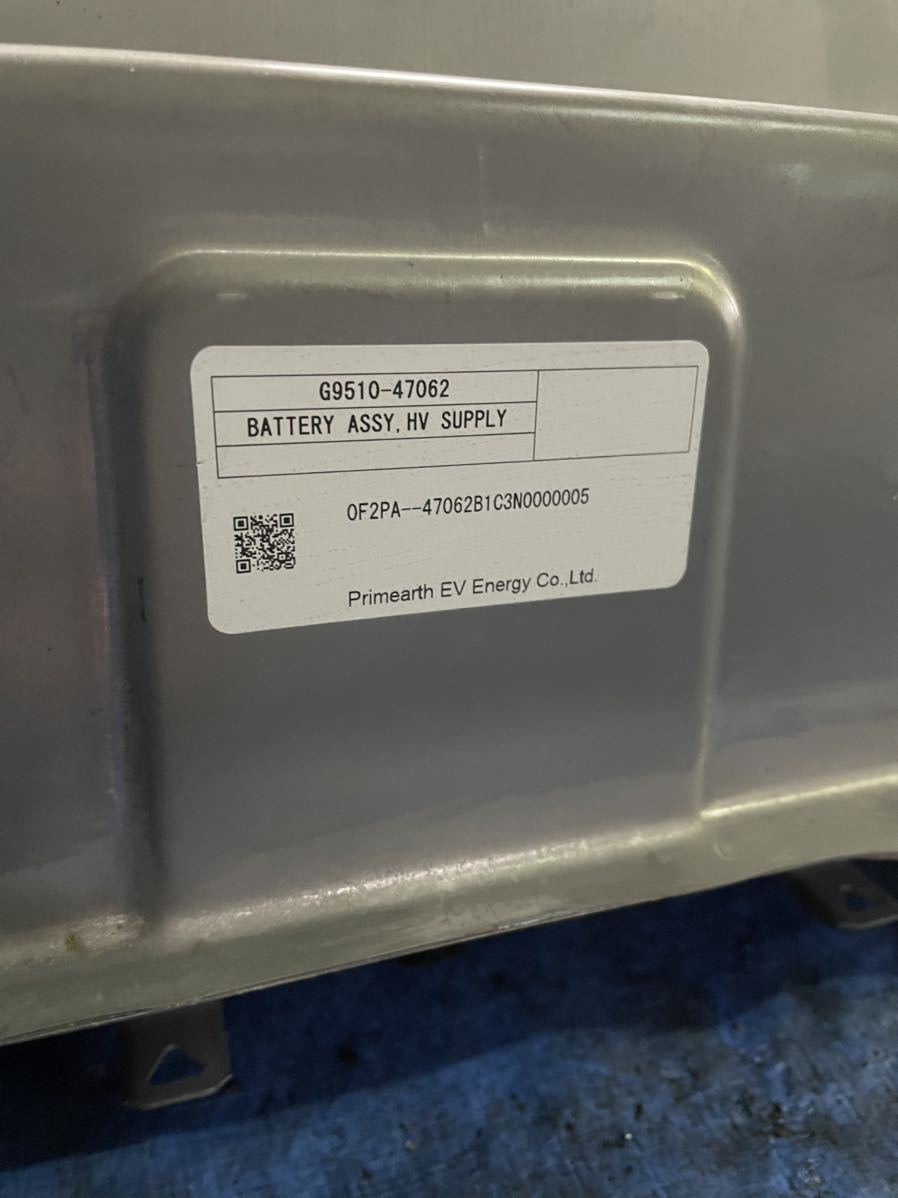 G9510-47062
BATTERY ASSY,HV SUPPLY
0F2PA--47062B1C3N0000005
Primearth EV Energy Co.,Ltd.